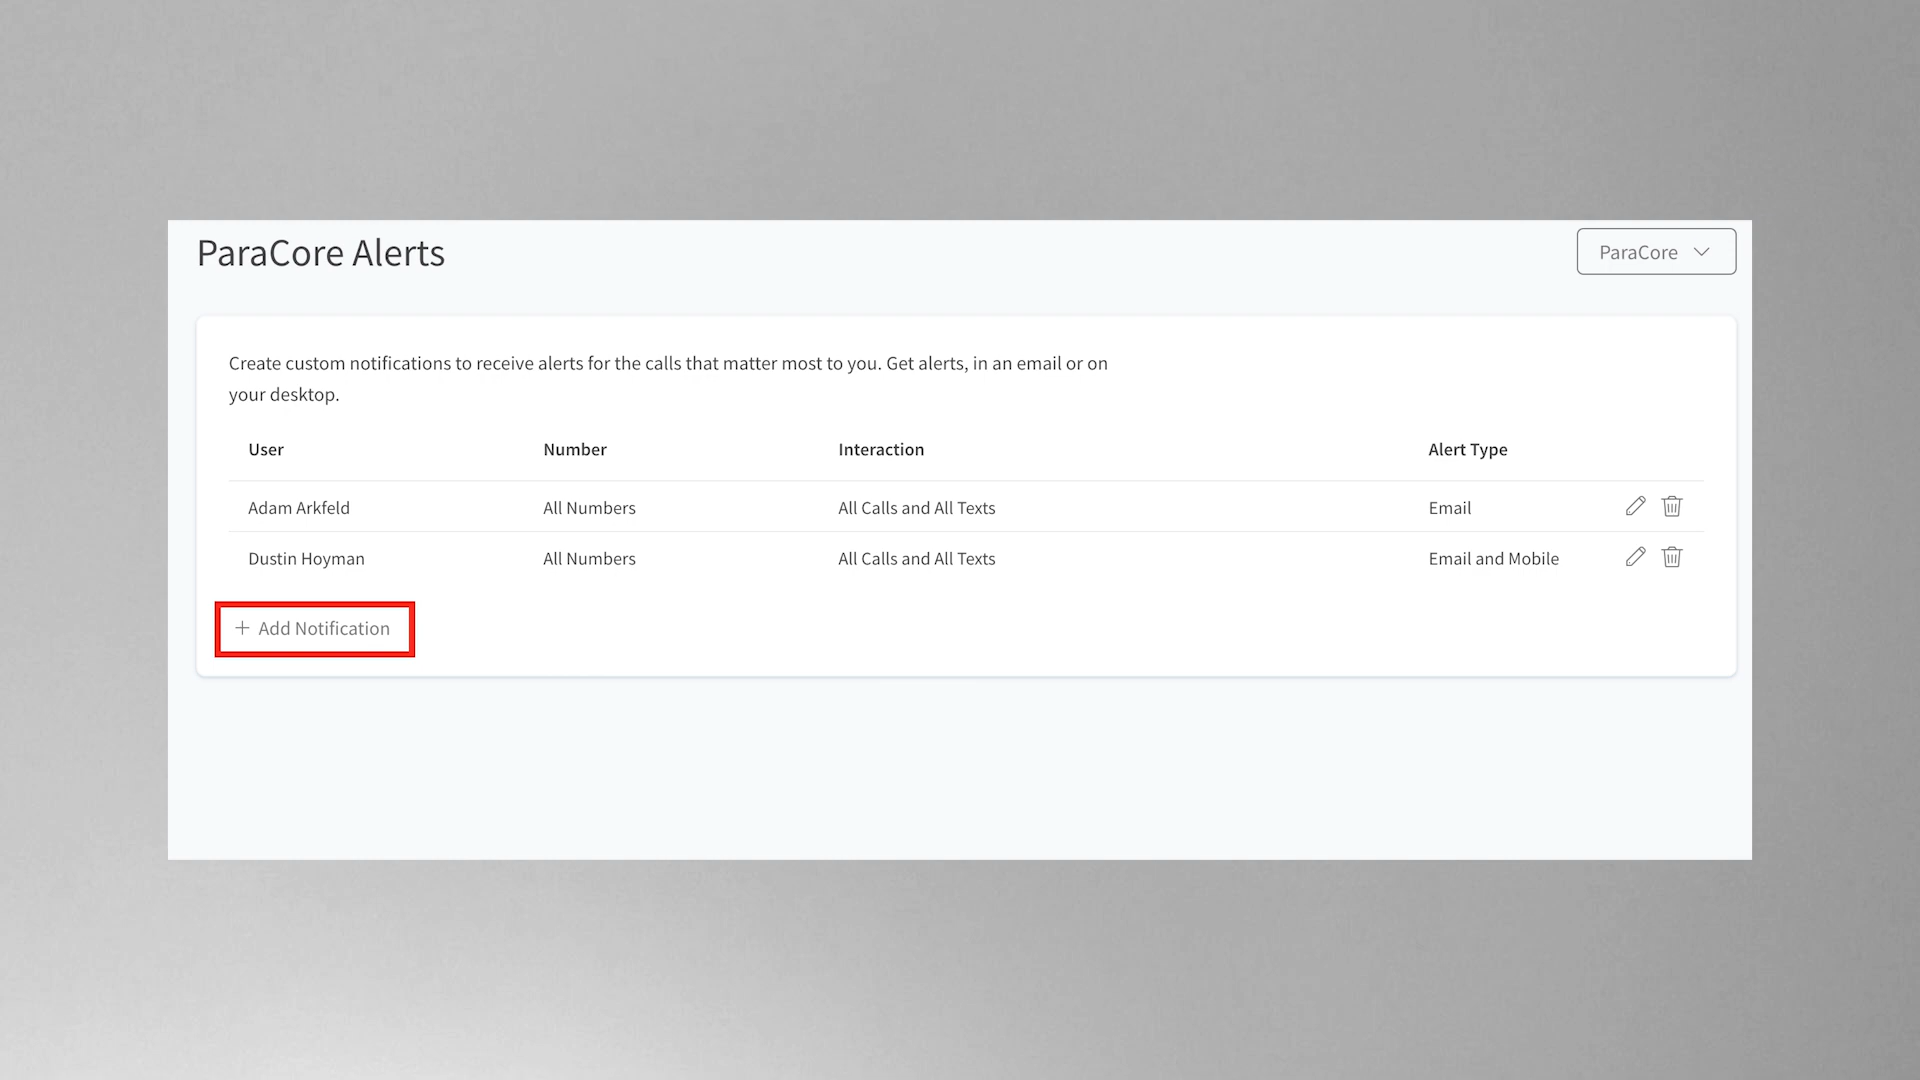 ParaCore Alerts
ParaCore
Create custom notifications to receive alerts for the calls that matter most to you. Get alerts, in an email or on
your desktop.
User Number Interaction Alert Type
Adam Arkfeld All Numbers All Calls and All Texts Email
Dustin Hoyman All Numbers All Calls and All Texts Email and Mobile
+ Add Notification